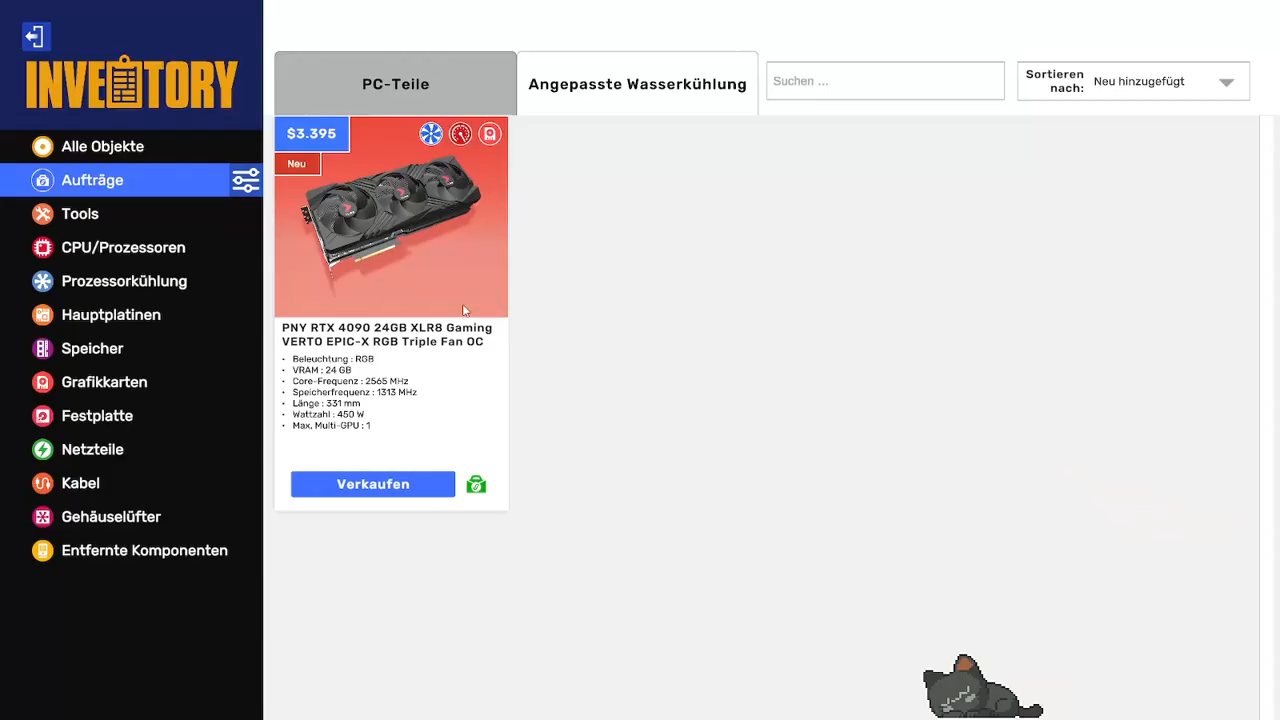 INVENTORY
Alle Objekte
Aufträge
Tools
CPU/Prozessoren
Prozessorkühlung
Hauptplatinen
Speicher
Grafikkarten
Festplatte
Netzteile
Kabel
Gehäuselüfter
Entfernte Komponenten
PC-Teile
Angepasste Wasserkühlung
Suchen ...
Sortieren
nach:
Neu hinzugefügt
$3.395
Neu
PNY RTX 4090 24GB XLR8 Gaming
VERTO EPIC-X RGB Triple Fan OC
• Beleuchtung : RGB
• VRAM : 24 GB
• Core-Frequenz : 2565 MHz
• Speicherfrequenz : 1313 MHz
• Länge : 331 mm
• Wattzahl : 450 W
• Max. Multi-GPU : 1
Verkaufen